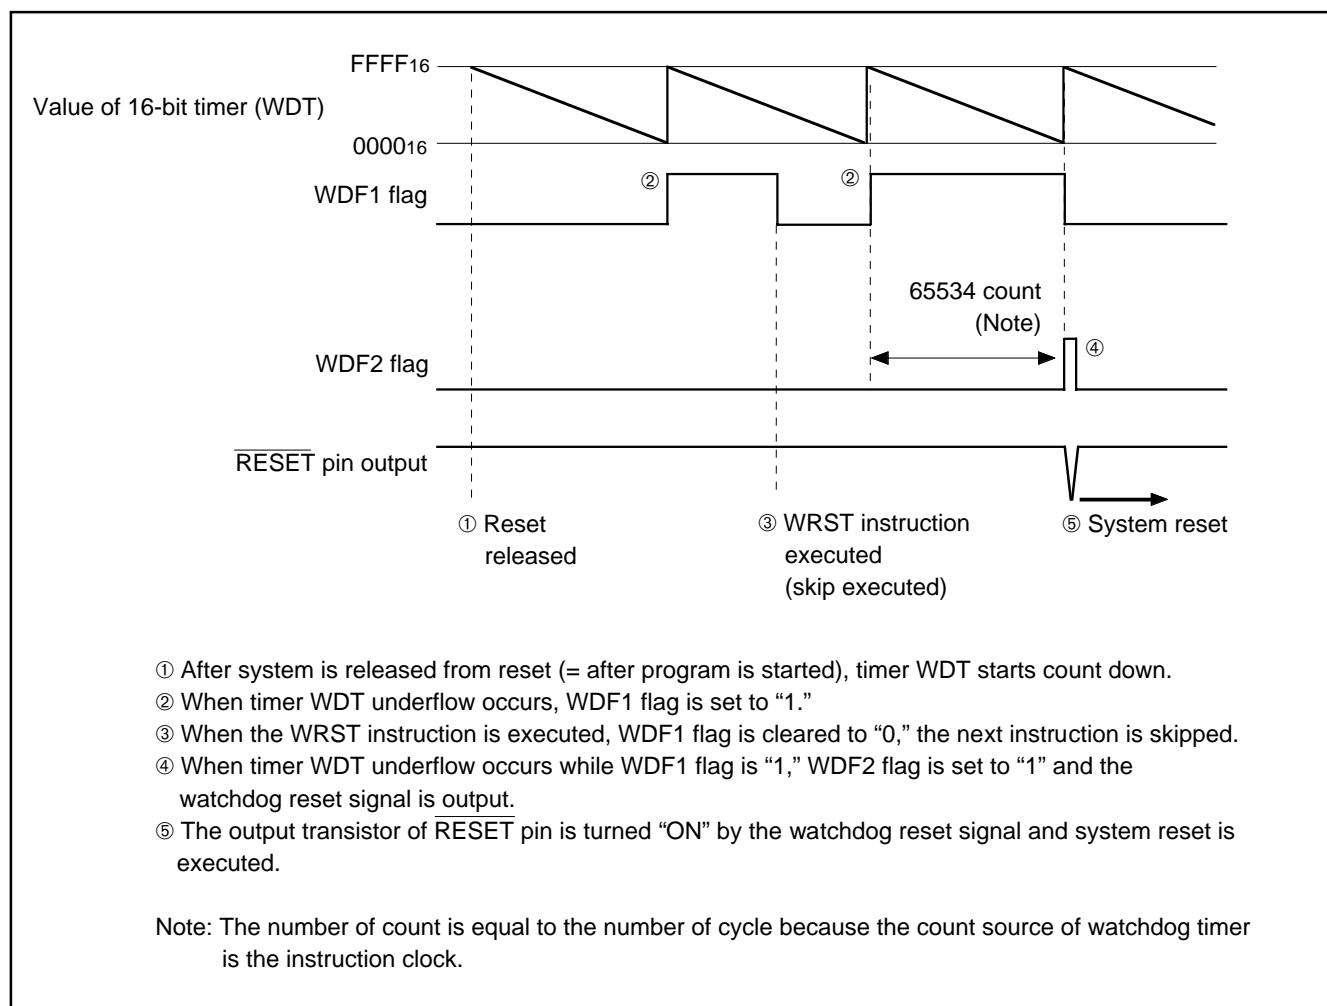 FFFF16
Value of 16-bit timer (WDT)
000016
② ②
WDF1 flag
65534 count
(Note)
WDF2 flag
④
RESET pin output
① Reset
released
③ WRST instruction
executed
(skip executed)
⑤ System reset
① After system is released from reset (= after program is started), timer WDT starts count down.
② When timer WDT underflow occurs, WDF1 flag is set to “1.”
③ When the WRST instruction is executed, WDF1 flag is cleared to “0,” the next instruction is skipped.
④ When timer WDT underflow occurs while WDF1 flag is “1,” WDF2 flag is set to “1” and the
watchdog reset signal is output.
⑤ The output transistor of RESET pin is turned “ON” by the watchdog reset signal and system reset is
executed.
Note: The number of count is equal to the number of cycle because the count source of watchdog timer
is the instruction clock.